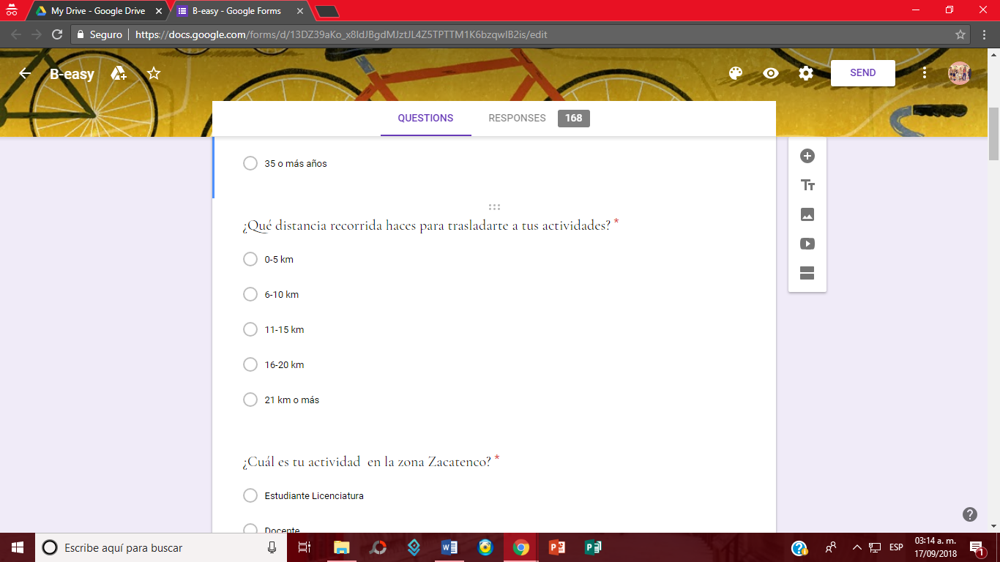 My Drive - Google Drive
B-easy - Google Forms
Seguro
https://docs.google.com/forms/d/13DZ39aKo_x8ldJBgdMJztJL4Z5TPTTM1K6bzqwlB2is/edit
B-easy
SEND
QUESTIONS
RESPONSES 168
35 o más años
¿Qué distancia recorrida haces para trasladarte a tus actividades? *
0-5 km
6-10 km
11-15 km
16-20 km
21 km o más
¿Cuál es tu actividad  en la zona Zacatenco? *
Estudiante Licenciatura
Docente
Escribe aquí para buscar
ESP
03:14 a. m.
17/09/2018
1